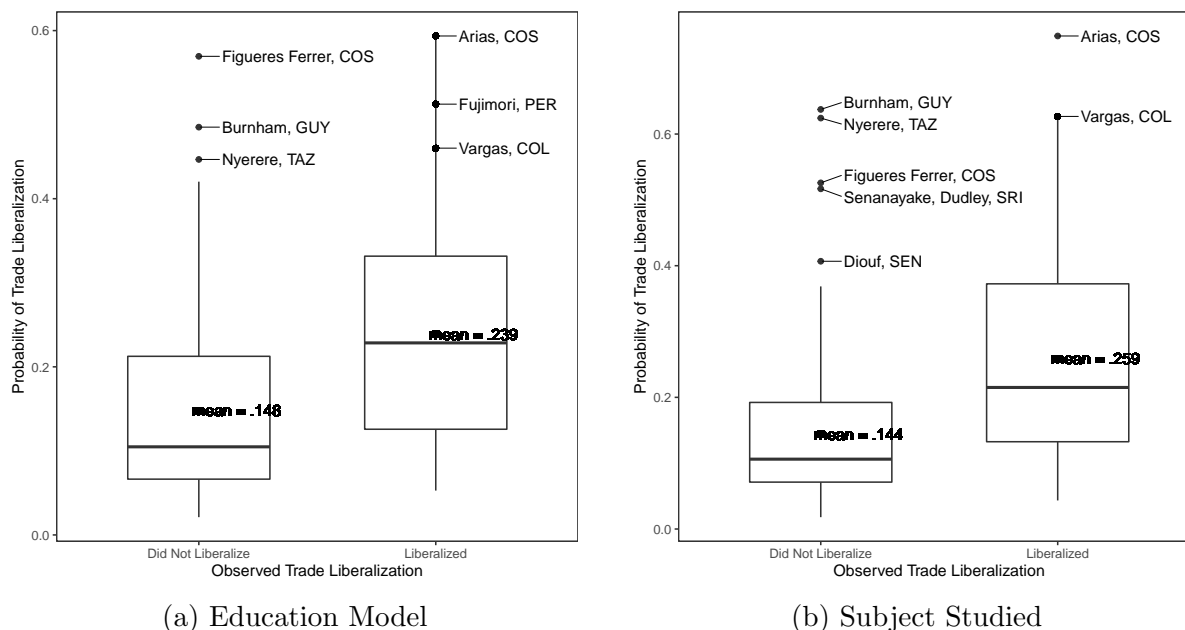 0.6
0.4
0.2
0.0
Probability of Trade Liberalization
Figueres Ferrer, COS
Burnham, GUY
Nyerere, TAZ
mean = .148
Arias, COS
Fujimori, PER
Vargas, COL
mean = .239
Did Not Liberalize
Liberalized
Observed Trade Liberalization
(a) Education Model
0.6
0.4
0.2
0.0
Probability of Trade Liberalization
Burnham, GUY
Nyerere, TAZ
Figueres Ferrer, COS
Senanayake, Dudley, SRI
Diouf, SEN
mean = .144
Arias, COS
Vargas, COL
mean = .259
Did Not Liberalize
Liberalized
Observed Trade Liberalization
(b) Subject Studied